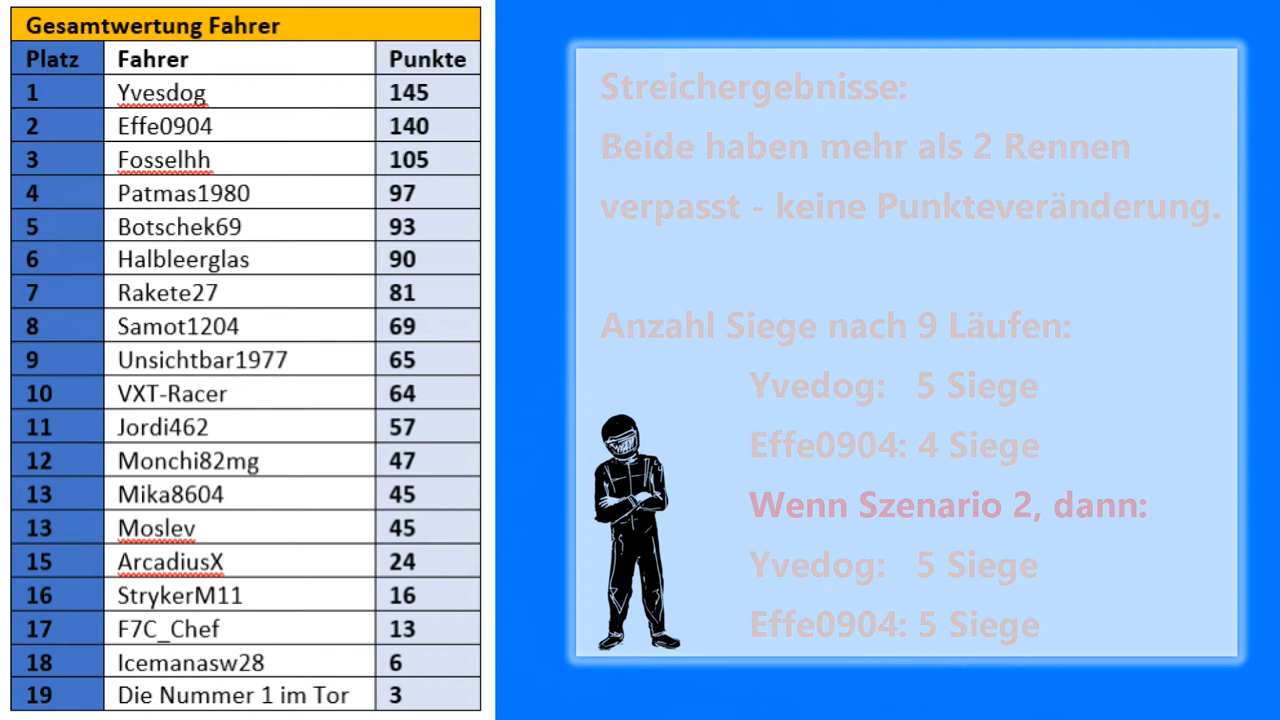 Gesamtwertung Fahrer
Platz Fahrer Punkte
1 Yvesdog 145
2 Effe0904 140
3 Fosselhh 105
4 Patmas1980 97
5 Botschek69 93
6 Halbleerglas 90
7 Rakete27 81
8 Samot1204 69
9 Unsichtbar1977 65
10 VXT-Racer 64
11 Jordi462 57
12 Monchi82mg 47
13 Mika8604 45
13 Moslev 45
15 ArcadiusX 24
16 StrykerM11 16
17 F7C_Chef 13
18 Icemanasw28 6
19 Die Nummer 1 im Tor 3
Streichergebnisse:
Beide haben mehr als 2 Rennen
verpasst - keine Punkteveränderung.
Anzahl Siege nach 9 Läufen:
Yvedog: 5 Siege
Effe0904: 4 Siege
Wenn Szenario 2, dann:
Yvedog: 5 Siege
Effe0904: 5 Siege